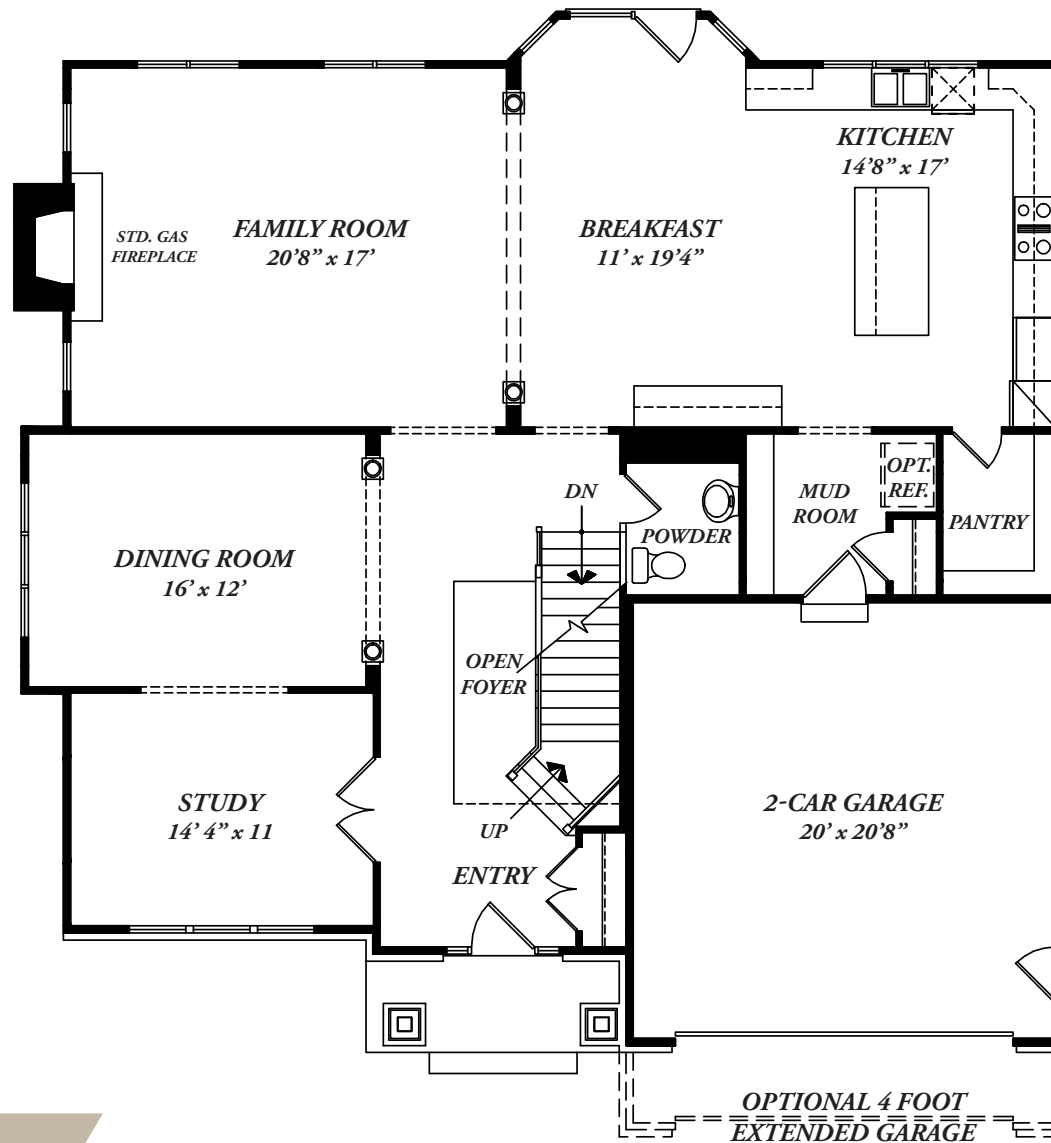 KITCHEN
14'8” x 17’
FAMILY ROOM
20’8” x 17’
BREAKFAST
11’ x 19’4”
STD. GAS
FIREPLACE
DN
OPT.
REF.
MUD
ROOM
POWDER
PANTRY
DINING ROOM
16’ x 12’
OPEN
FOYER
STUDY
14’ 4” x 11
2-CAR GARAGE
20’ x 20’8”
UP
ENTRY
OPTIONAL 4 FOOT
EXTENDED GARAGE